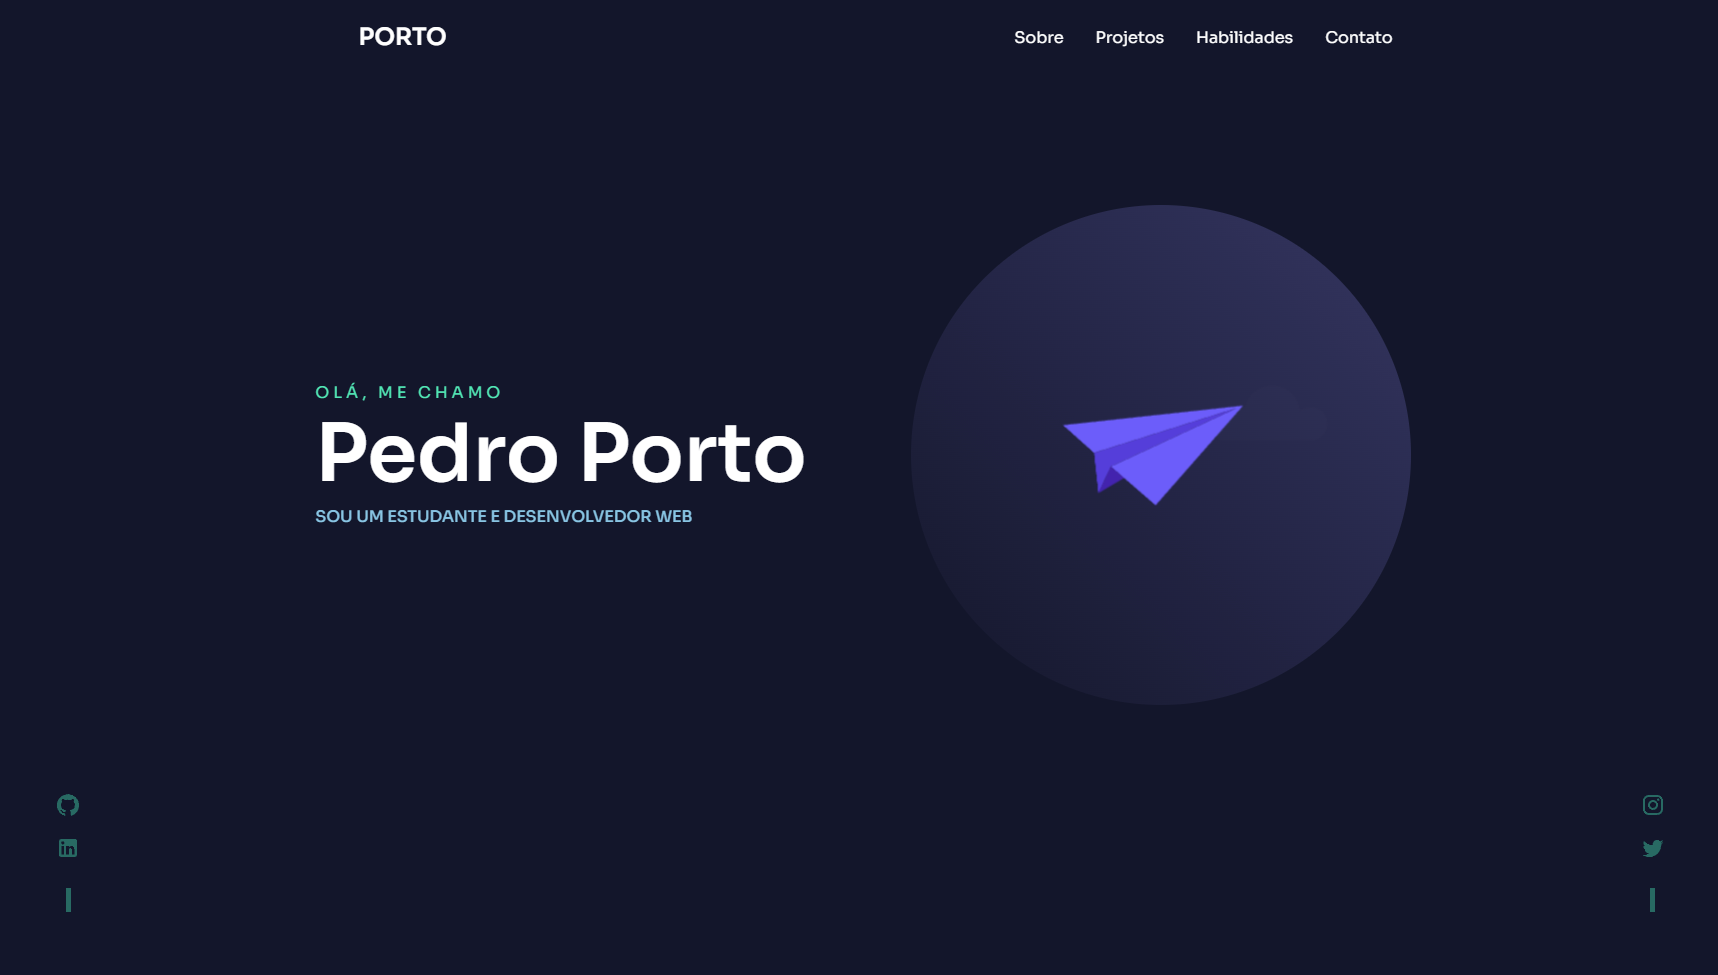 PORTO
Sobre Projetos Habilidades Contato
OLÁ, ME CHAMO
Pedro Porto
SOU UM ESTUDANTE E DESENVOLVEDOR WEB